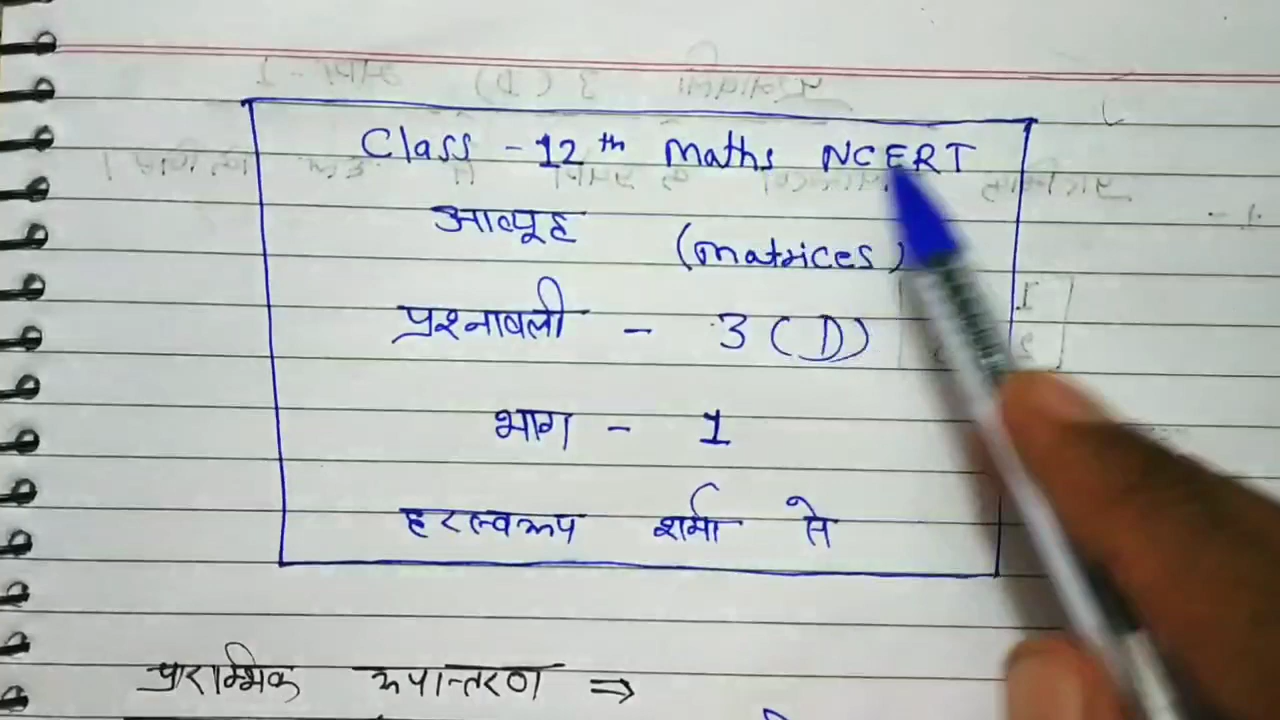 Class - 12th Maths NCERT
आव्यूह (Matrices)
प्रश्नावली - 3 (D)
भाग - 1
हरस्वरूप शर्मा से
प्रारम्भिक रूपान्तरण ⇒